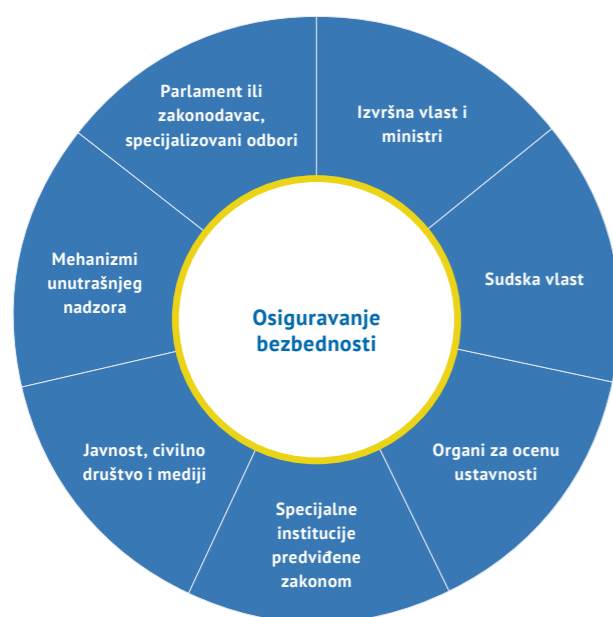 Parlament ili
zakonodavac,
specijalizovani odbori
Izvršna vlast i
ministri
Mehanizmi
unutrašnjeg
nadzora
Sudska vlast
Osiguravanje
bezbednosti
Javnost, civilno
društvo i mediji
Organi za ocenu
ustavnosti
Specijalne
institucije
predviđene
zakonom